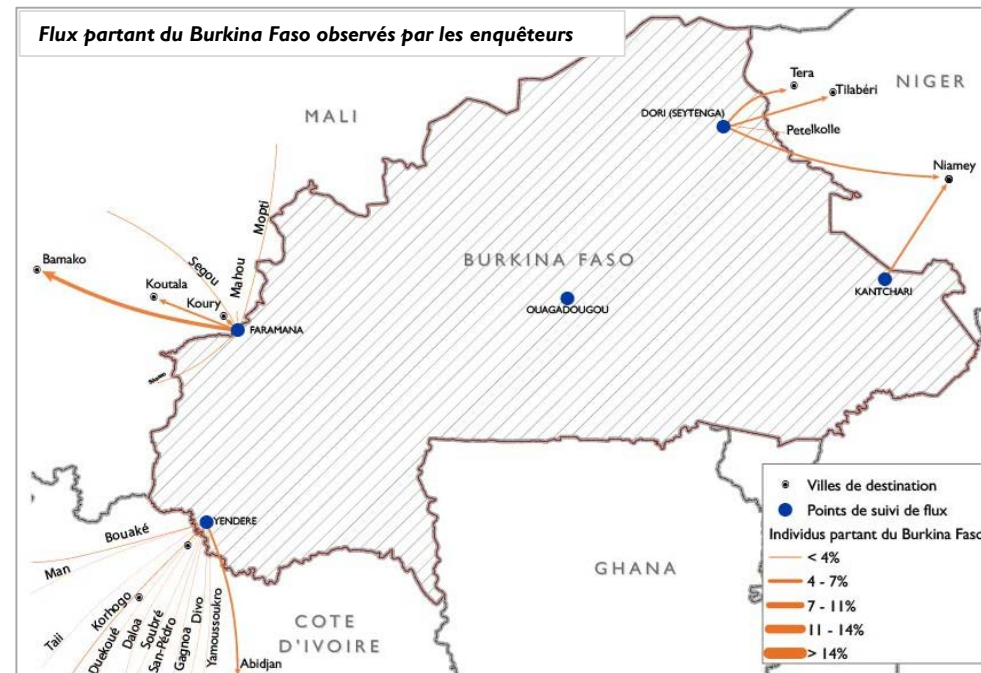 Flux partant du Burkina Faso observés par les enquêteurs
MALI
NIGER
Tera
Tilabéri
DORI (SEYTENGA)
Petelkolle
Niamey
Mopti
Segou
Mahou
Bamako
Koutala
Koury
FARAMANA
BURKINA FASO
OUAGADOUGOU
KANTCHARI
YENDERE
Bouaké
Man
Taii
Korhogo
Duekoué
Daloa
Soubré
San-Pédro
Gagnoa
Divo
Yamoussoukro
Abidjan
COTE
D'IVOIRE
GHANA
Villes de destination
Points de suivi de flux
Individus partant du Burkina Faso
< 4%
4 - 7%
7 - 11%
11 - 14%
> 14%